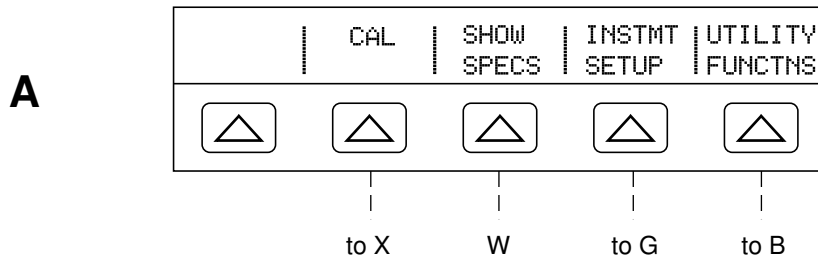 A
CAL SHOW INSTMT UTILITY
SPECS SETUP FUNCTNS
to X W to G to B